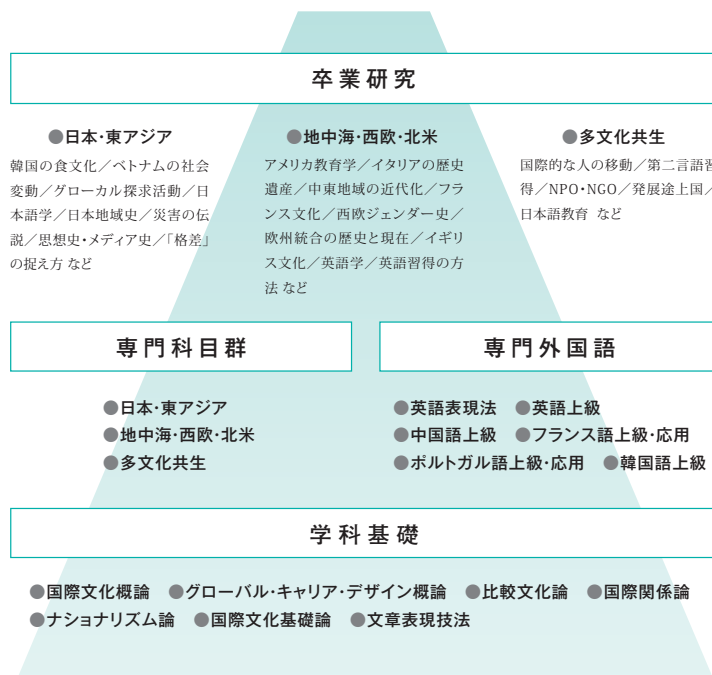 卒業研究
●日本・東アジア
韓国の食文化／ベトナムの社会
変動／グローカル探求活動／日
本語学／日本地域史／災害の伝
説／思想史・メディア史／「格差」
の捉え方 など
●地中海・西欧・北米
アメリカ教育学／イタリアの歴史
遺産／中東地域の近代化／フラ
ンス文化／西欧ジェンダー史／
欧州統合の歴史と現在／イギリ
ス文化／英語学／英語習得の方
法 など
●多文化共生
国際的な人の移動／第二言語習
得／NPO・NGO／発展途上国／
日本語教育 など
専門科目群
●日本・東アジア
●地中海・西欧・北米
●多文化共生
専門外国語
●英語表現法 ●英語上級
●中国語上級 ●フランス語上級・応用
●ポルトガル語上級・応用 ●韓国語上級
学科基礎
●国際文化概論 ●グローバル・キャリア・デザイン概論 ●比較文化論 ●国際関係論
●ナショナリズム論 ●国際文化基礎論 ●文章表現技法